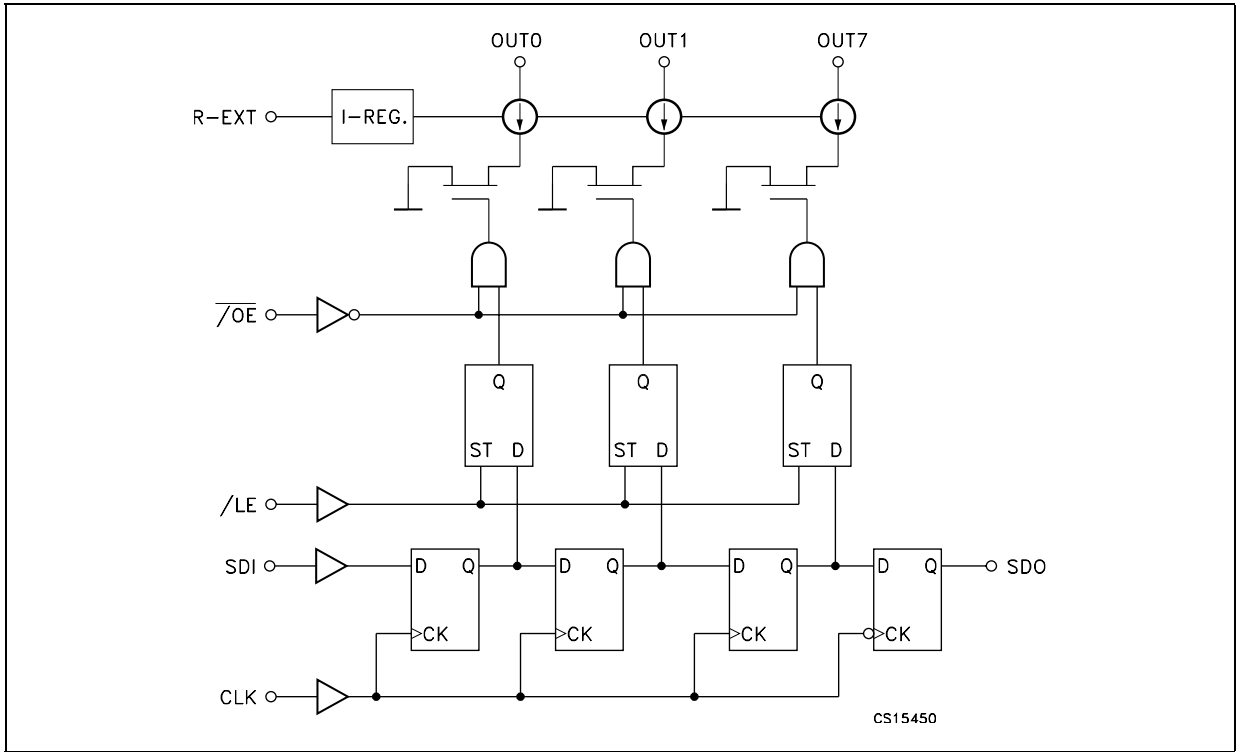 OUT0 OUT1 OUT7
R-EXT I-REG.
/OE
Q Q Q
ST D ST D ST D
/LE
SDI D Q D Q D Q D Q SDO
CK CK CK CK
CLK
CS15450